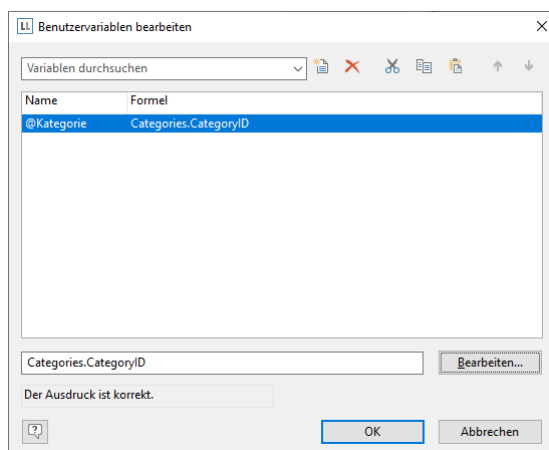 LL Benutzervariablen bearbeiten
Variablen durchsuchen
Name Formel
@Kategorie Categories.CategoryID
Categories.CategoryID Bearbeiten...
Der Ausdruck ist korrekt.
OK Abbrechen